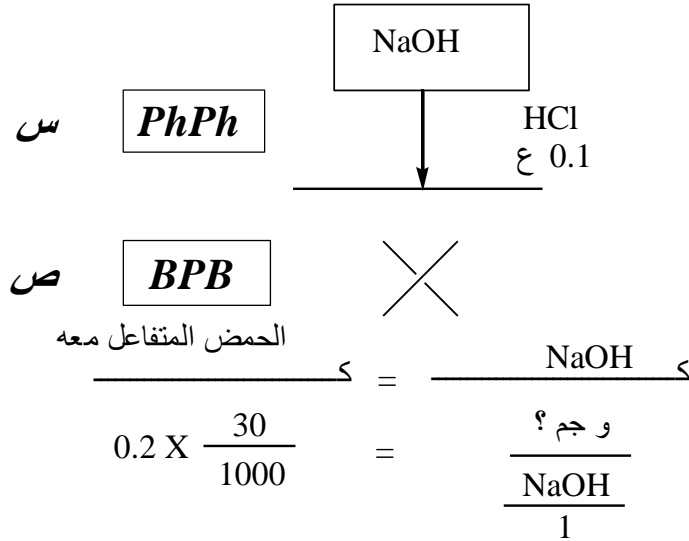 NaOH
س PhPh HCl
0.1 ع
ص BPB
الحمض المتفاعل معه
ك = ك NaOH
0.2 X 30/1000 = و جم ؟
NaOH
1